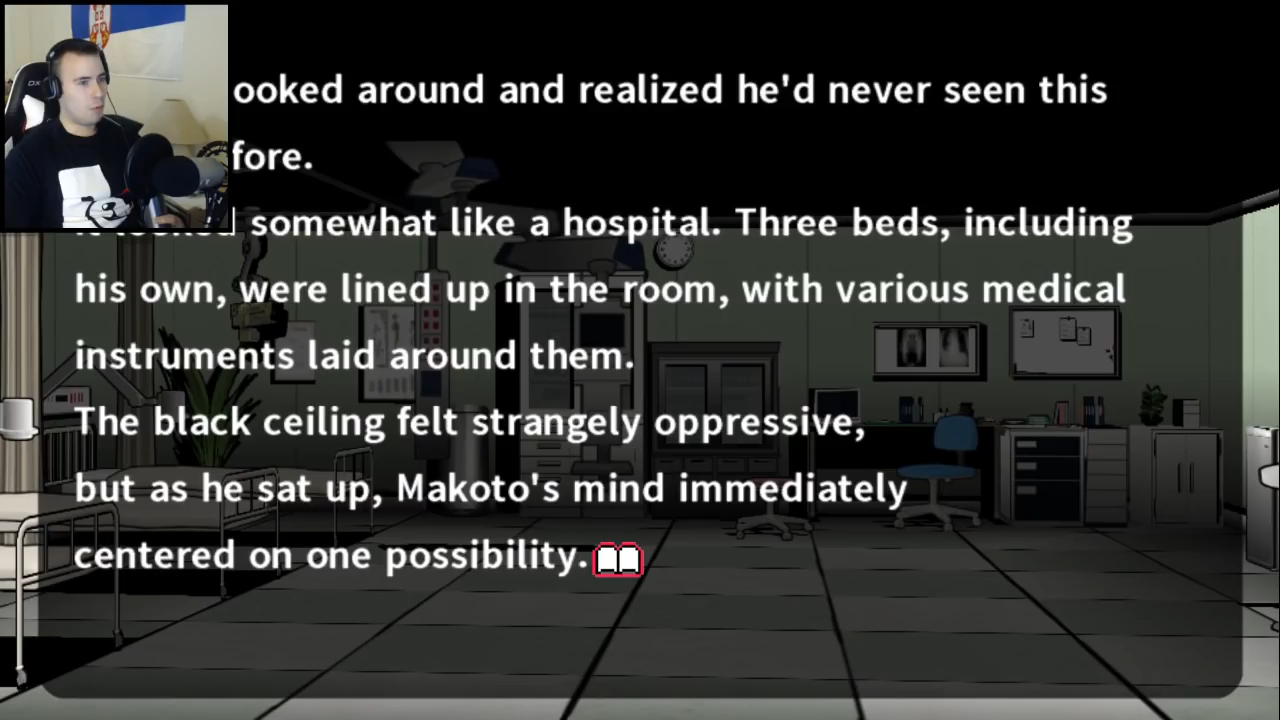 ooked around and realized he'd never seen this
fore.
somewhat like a hospital. Three beds, including
his own, were lined up in the room, with various medical
instruments laid around them.
The black ceiling felt strangely oppressive,
but as he sat up, Makoto's mind immediately
centered on one possibility.